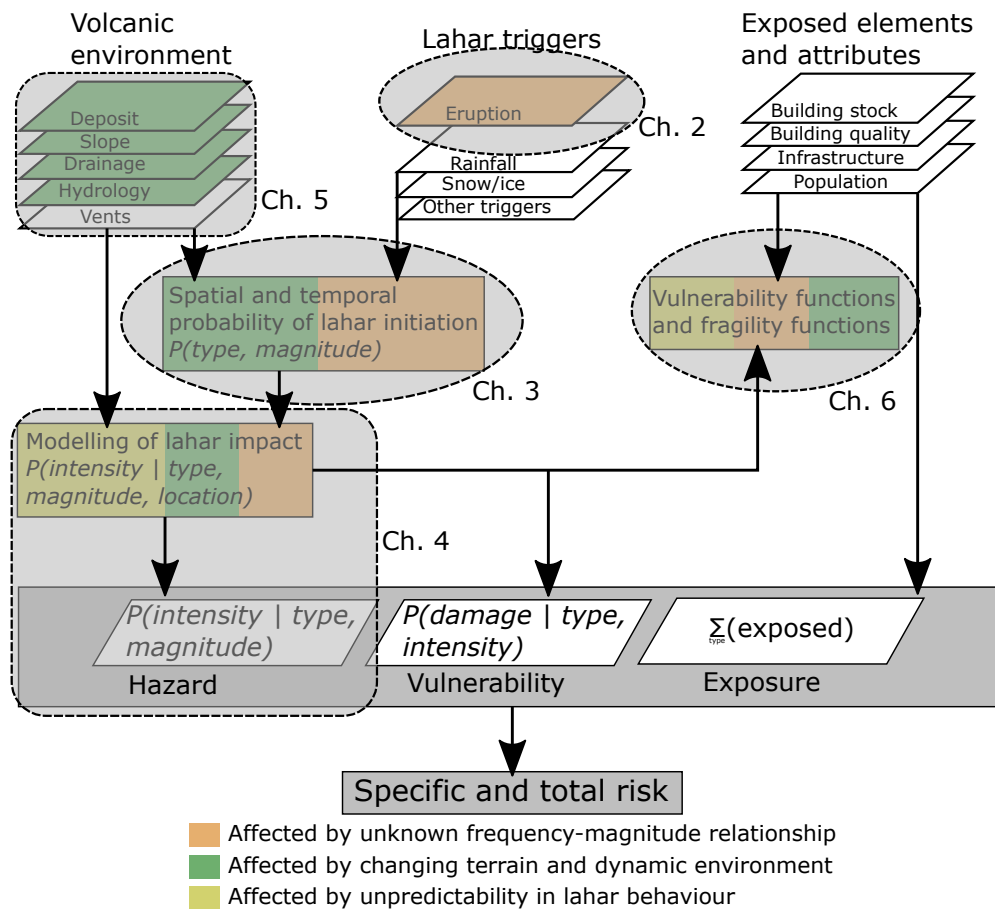 Volcanic
environment
Lahar triggers
Exposed elements
and attributes
Deposit
Slope
Drainage
Hydrology
Vents
Ch. 5
Eruption
Rainfall
Snow/ice
Other triggers
Ch. 2
Building stock
Building quality
Infrastructure
Population
Spatial and temporal
probability of lahar initiation
P(type, magnitude)
Ch. 3
Vulnerability functions
and fragility functions
Ch. 6
Modelling of lahar impact
P(intensity | type,
magnitude, location)
Ch. 4
P(intensity | type,
magnitude)
Hazard
P(damage | type,
intensity)
Vulnerability
Σ(exposed)
type
Exposure
Specific and total risk
Affected by unknown frequency-magnitude relationship
Affected by changing terrain and dynamic environment
Affected by unpredictability in lahar behaviour